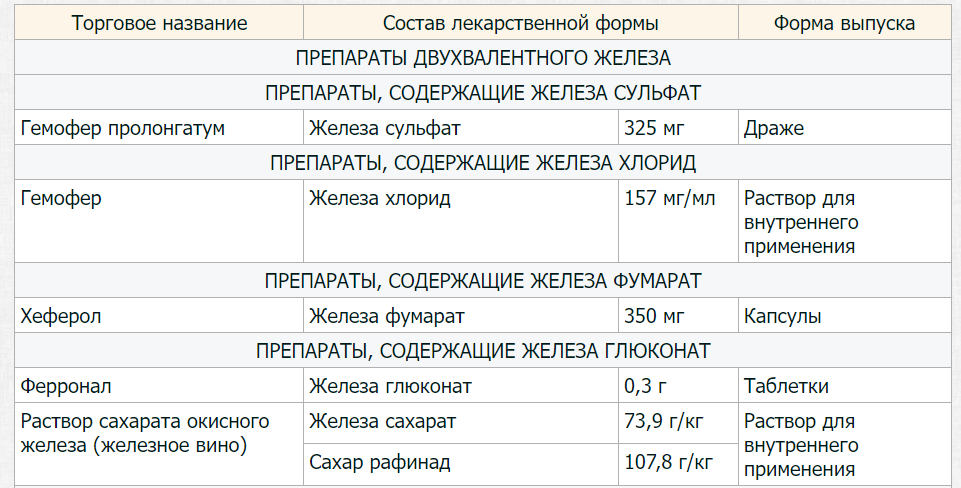 Торговое название Состав лекарственной формы Форма выпуска
ПРЕПАРАТЫ ДВУХВАЛЕНТНОГО ЖЕЛЕЗА
ПРЕПАРАТЫ, СОДЕРЖАЩИЕ ЖЕЛЕЗА СУЛЬФАТ
Гемофер пролонгатум Железа сульфат 325 мг Драже
ПРЕПАРАТЫ, СОДЕРЖАЩИЕ ЖЕЛЕЗА ХЛОРИД
Гемофер Железа хлорид 157 мг/мл Раствор для
внутреннего
применения
ПРЕПАРАТЫ, СОДЕРЖАЩИЕ ЖЕЛЕЗА ФУМАРАТ
Хеферол Железа фумарат 350 мг Капсулы
ПРЕПАРАТЫ, СОДЕРЖАЩИЕ ЖЕЛЕЗА ГЛЮКОНАТ
Ферронал Железа глюконат 0,3 г Таблетки
Раствор сахарата окисного Железа сахарат 73,9 г/кг Раствор для
железа (железное вино) внутреннего
Сахар рафинад 107,8 г/кг применения